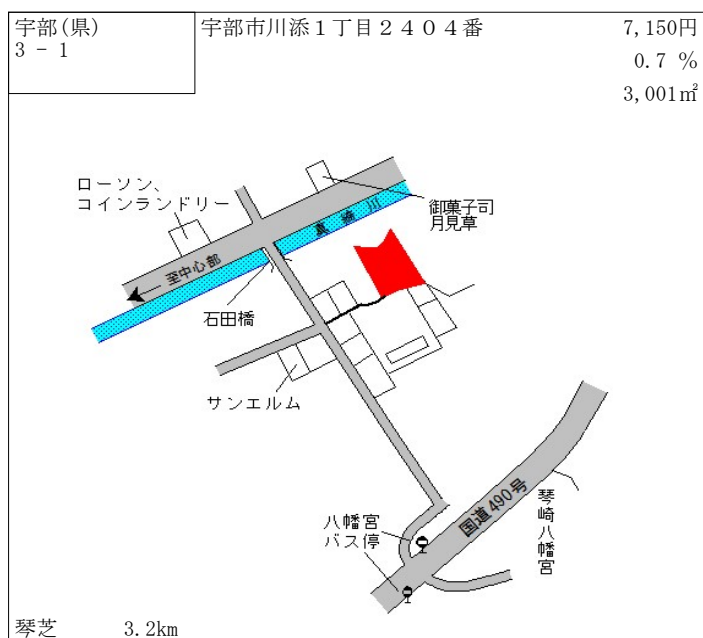 宇部(県)
3 - 1
宇部市川添1丁目2404番
7,150円
0.7 %
3,001㎡
ローソン、
コインランドリー
御菓子司
月見草
真締川
至中心部
石田橋
サンエルム
国道490号
八幡宮
バス停
琴崎八幡宮
琴芝 3.2km